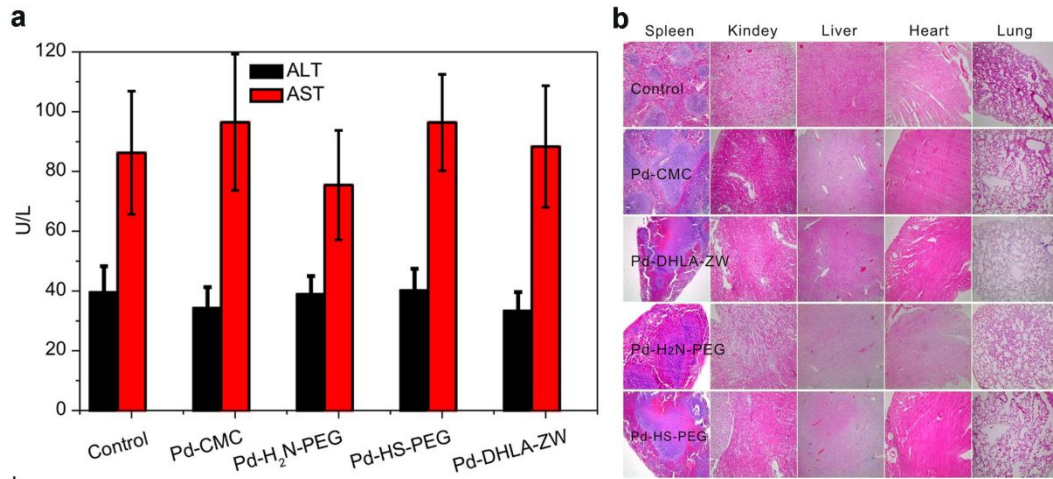 a
120
100
80
60
40
20
0
U/L
ALT
AST
Control
Pd-CMC
Pd-H₂N-PEG
Pd-HS-PEG
Pd-DHLA-ZW
b
Spleen Kindey Liver Heart Lung
Control
Pd-CMC
Pd-DHLA-ZW
Pd-H₂N-PEG
Pd-HS-PEG